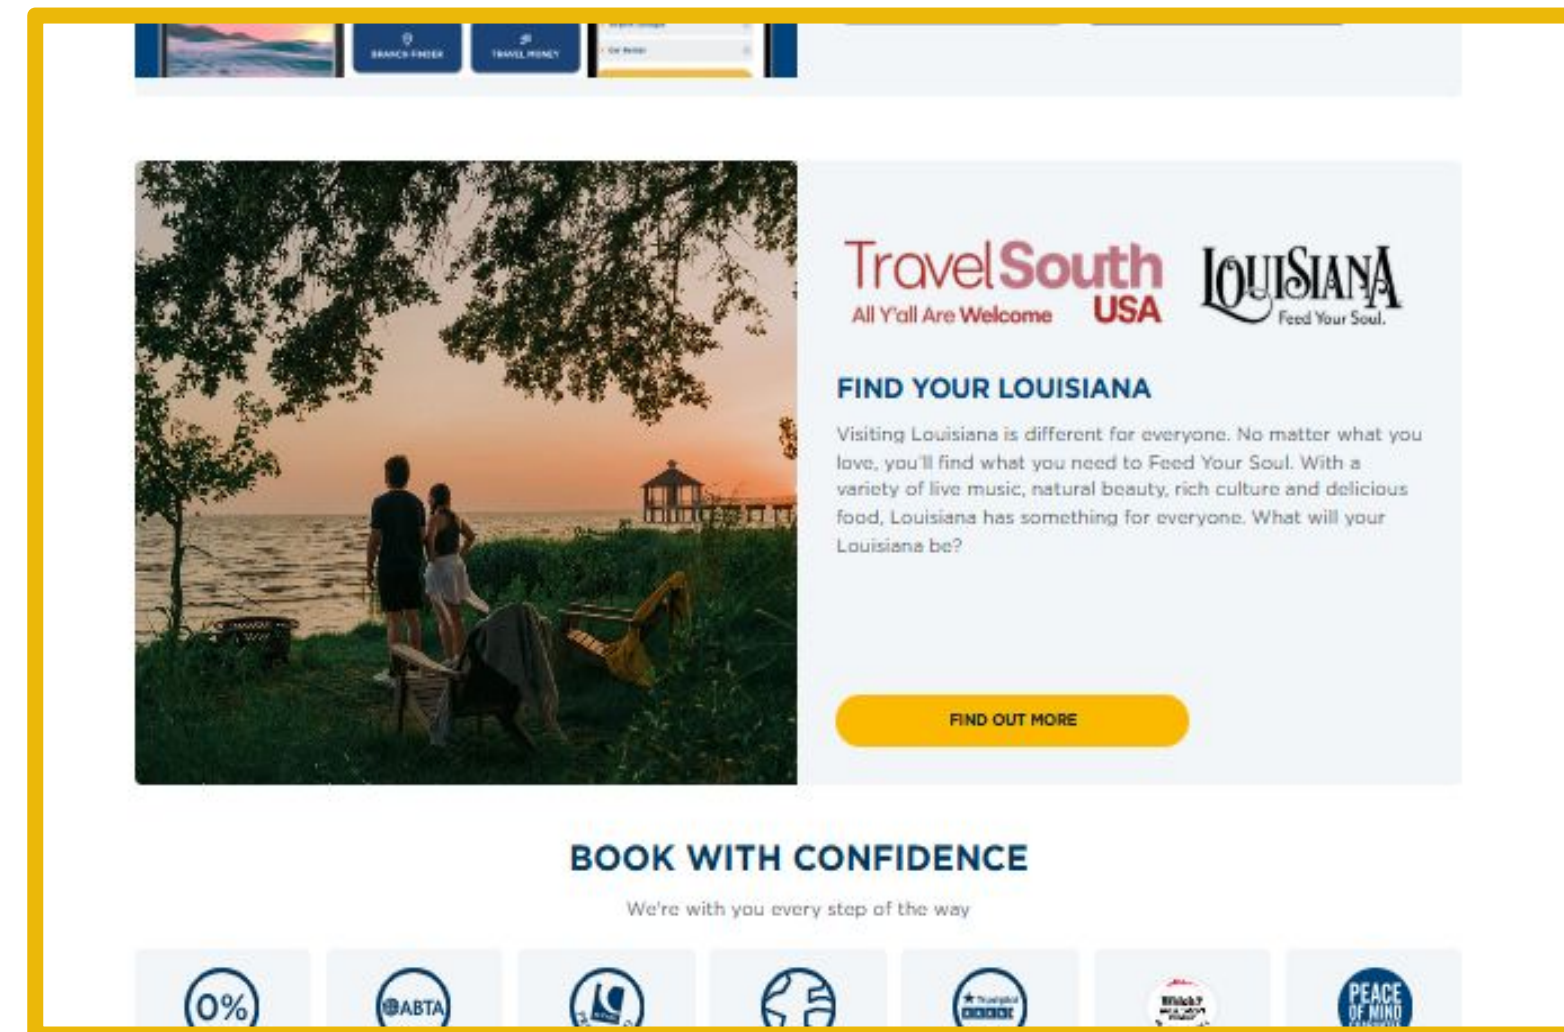 BRANCH FINDER
TRAVEL MONEY
Car Rental
TravelSouth
All Y'all Are Welcome USA
LOUISIANA
Feed Your Soul.
FIND YOUR LOUISIANA
Visiting Louisiana is different for everyone. No matter what you
love, you'll find what you need to Feed Your Soul. With a
variety of live music, natural beauty, rich culture and delicious
food, Louisiana has something for everyone. What will your
Louisiana be?
FIND OUT MORE
BOOK WITH CONFIDENCE
We're with you every step of the way
0%
ABTA
Trustpilot
Which?
PEACE
OF MIND